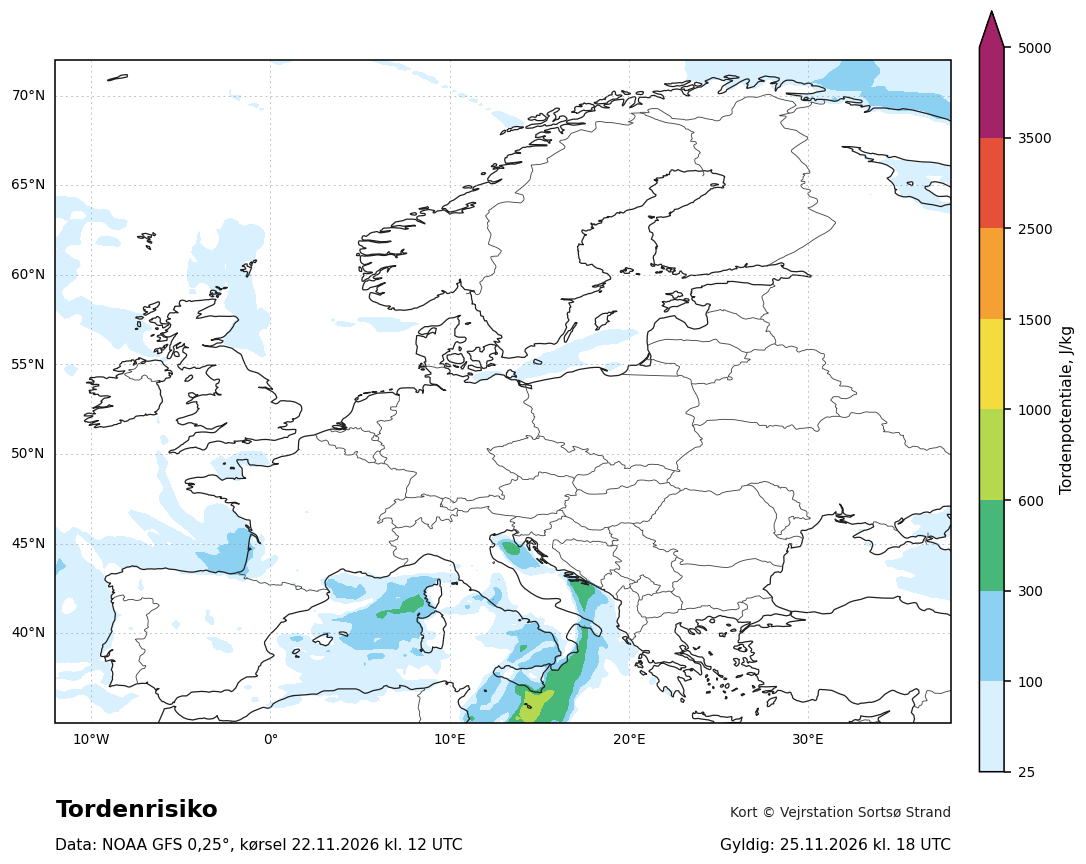 5000
3500
2500
1500
1000
600
300
100
25
Tordenpotentiale, J/kg
70°N
65°N
60°N
55°N
50°N
45°N
40°N
10°W
0°
10°E
20°E
30°E
Tordenrisiko
Kort © Vejrstation Sortsø Strand
Data: NOAA GFS 0,25°, kørsel 22.11.2026 kl. 12 UTC
Gyldig: 25.11.2026 kl. 18 UTC